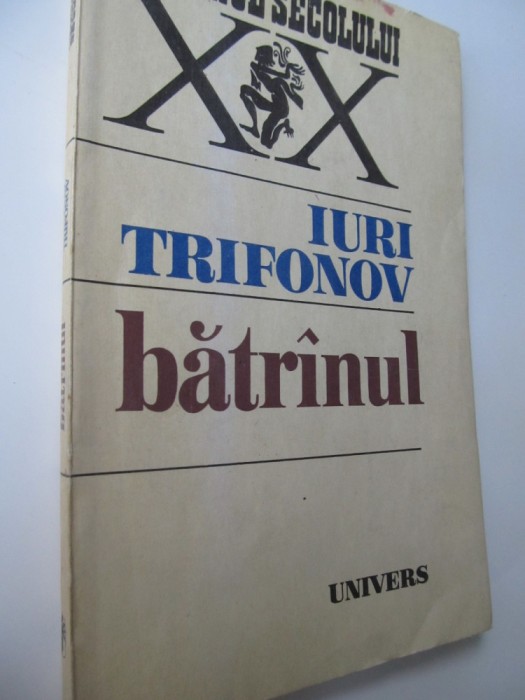 SECOLULUI
XX
IURI
TRIFONOV
bătrînul
UNIVERS